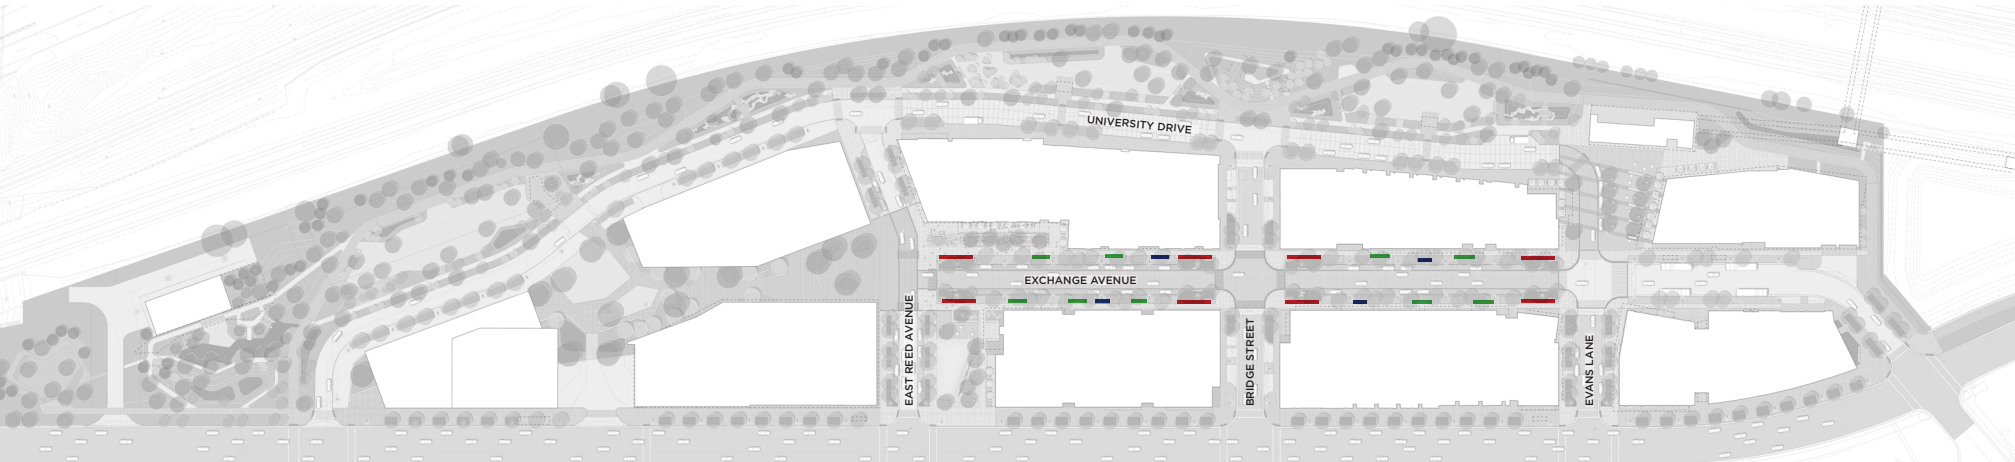 UNIVERSITY DRIVE
EXCHANGE AVENUE
EAST REED AVENUE
BRIDGE STREET
EVANS LANE